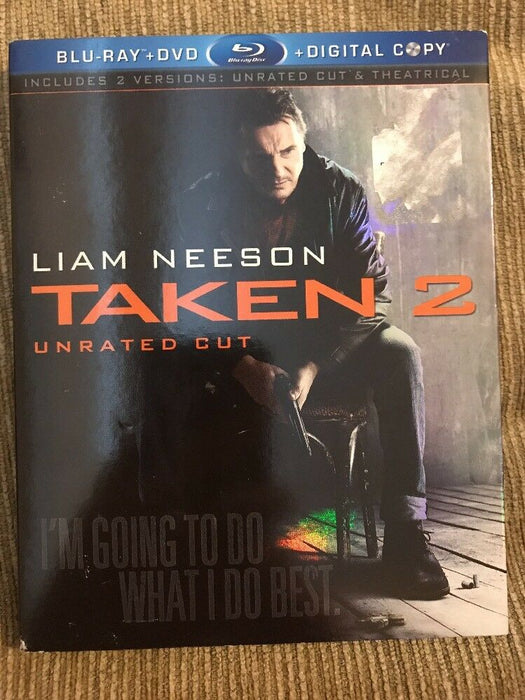 BLU-RAY™+DVD Blu-ray Disc +DIGITAL COPY
INCLUDES 2 VERSIONS: UNRATED CUT & THEATRICAL
LIAM NEESON
TAKEN 2
UNRATED CUT
I'M GOING TO DO
WHAT I DO BEST.